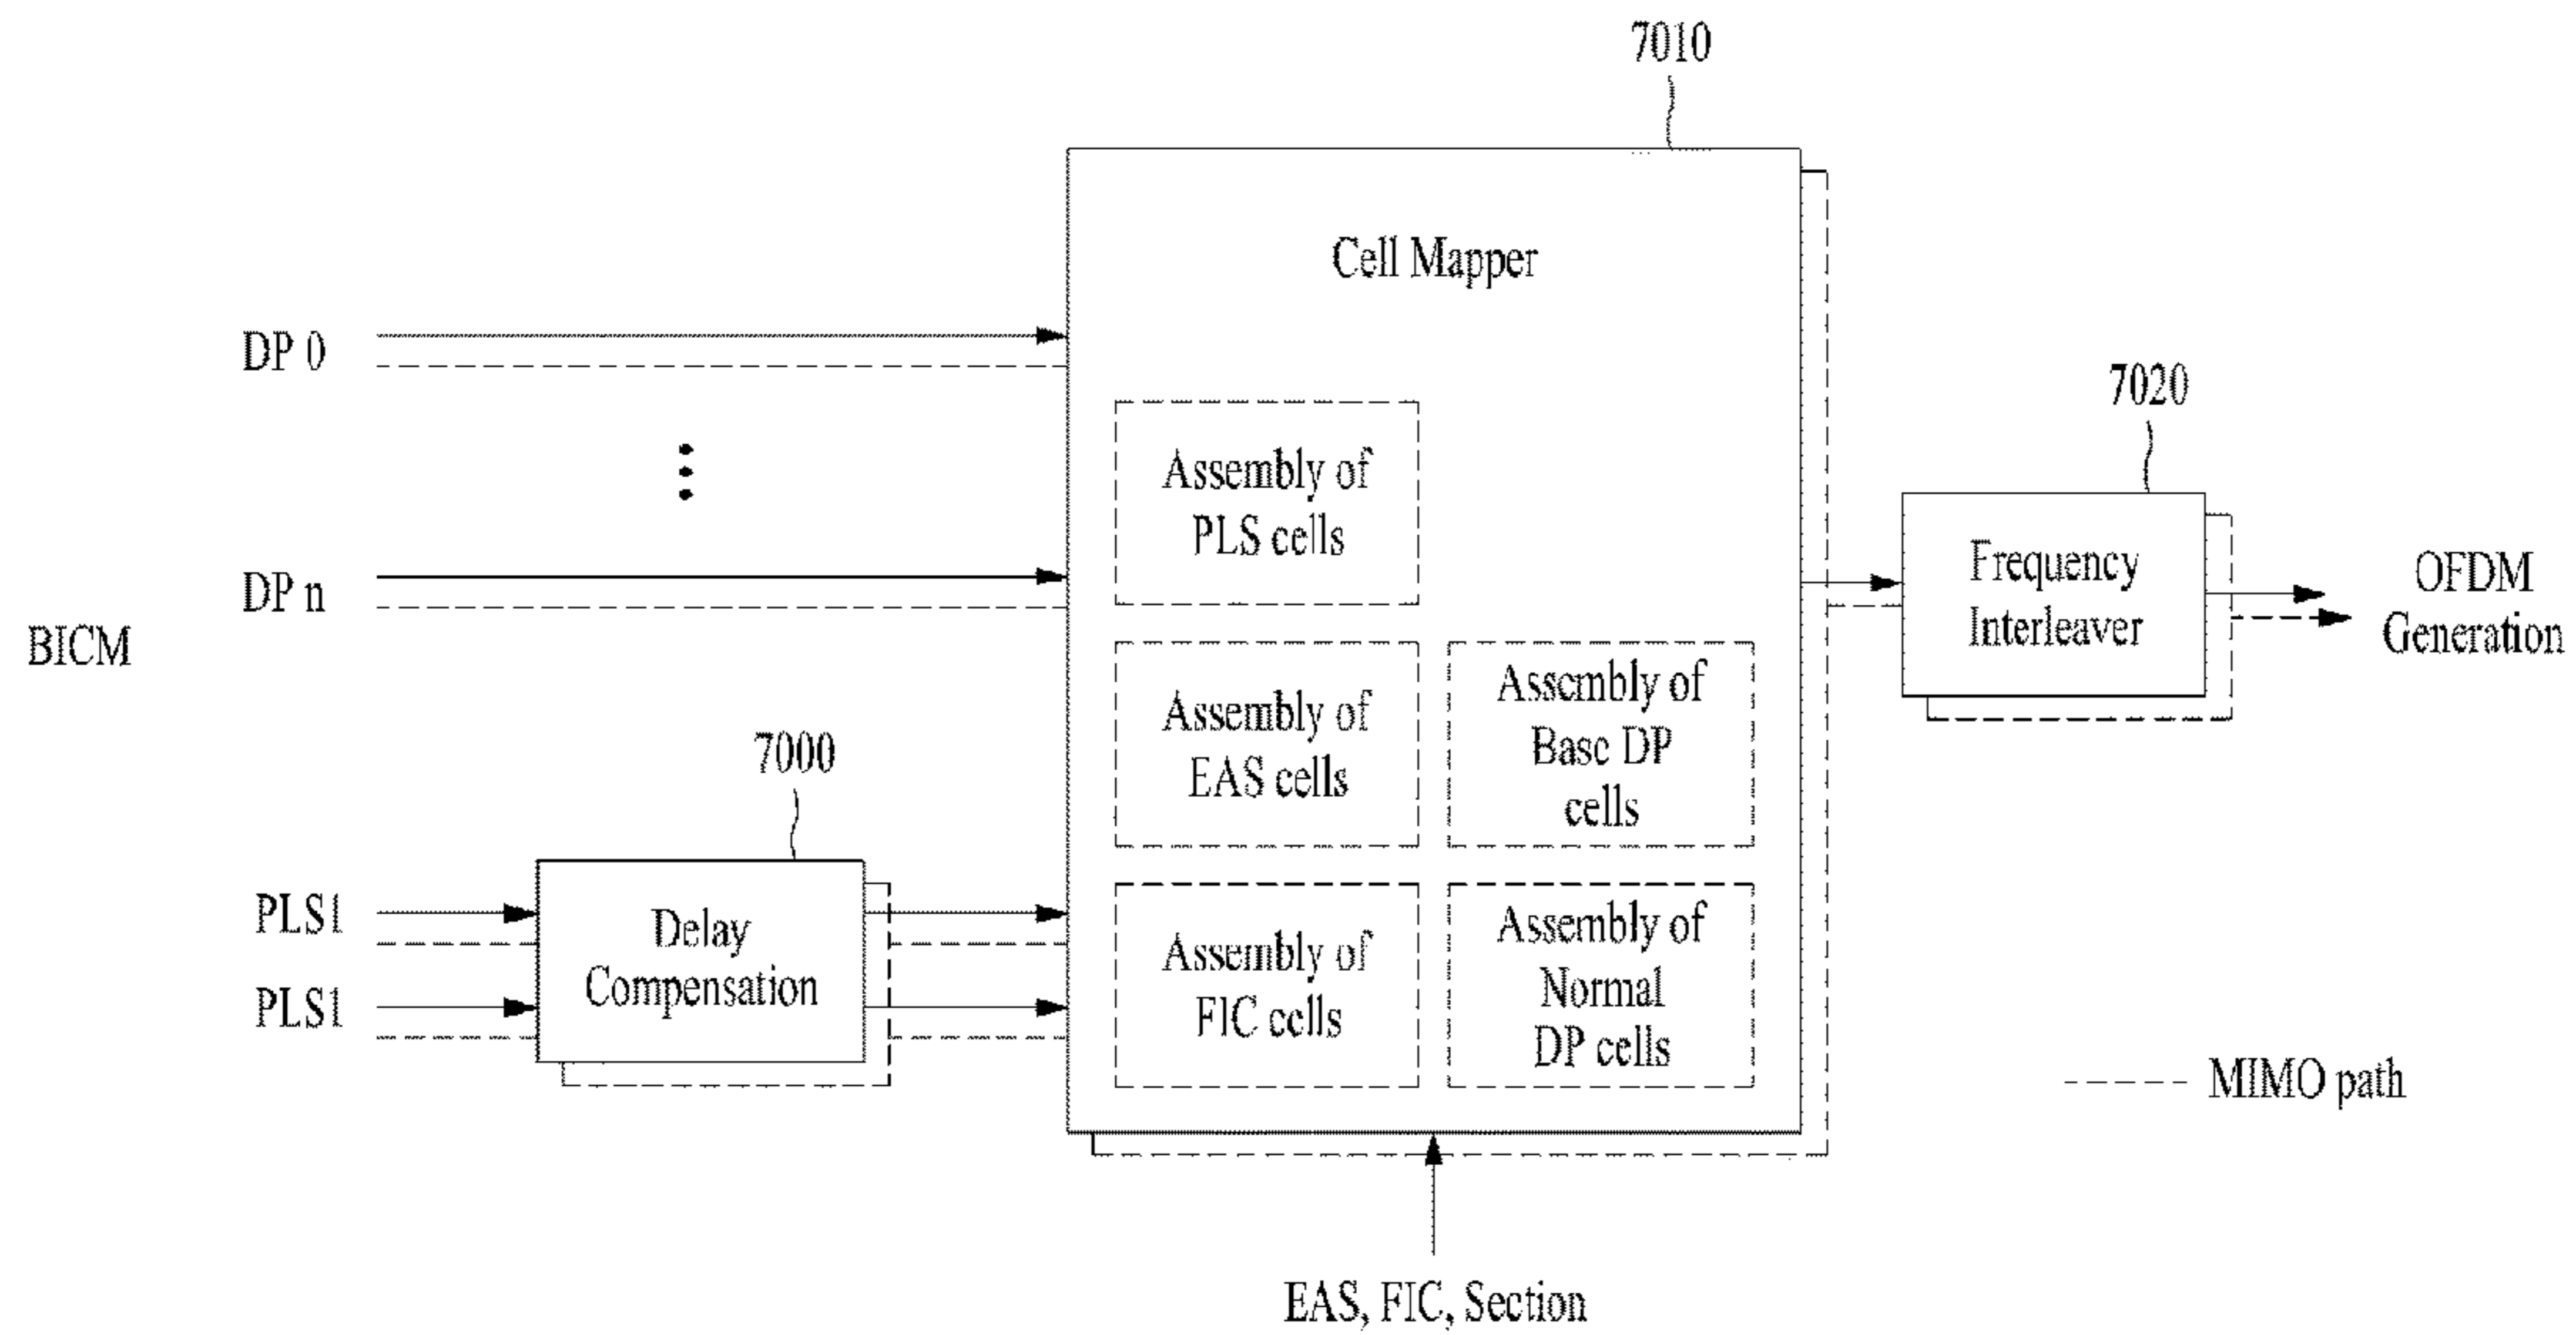 7010
Cell Mapper
DP 0
7020
Assembly of
PLS cells
Frequency
Interleaver
OFDM
Generation
DP n
BICM
Assembly of
EAS cells
Assembly of
Base DP
cells
7000
PLS1
Delay
Compensation
PLS1
Assembly of
FIC cells
Assembly of
Normal
DP cells
MIMO path
EAS, FIC, Section